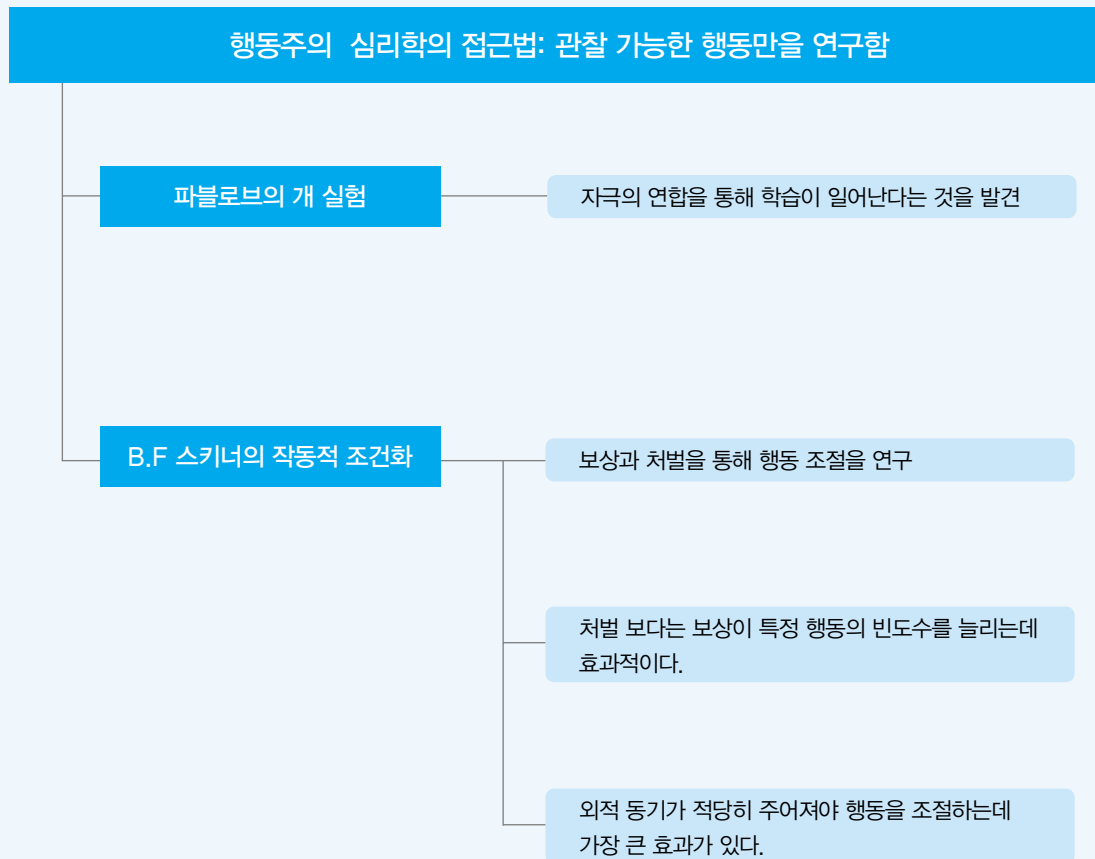 행동주의 심리학의 접근법: 관찰 가능한 행동만을 연구함
파블로브의 개 실험
자극의 연합을 통해 학습이 일어난다는 것을 발견
B.F 스키너의 작동적 조건화
보상과 처벌을 통해 행동 조절을 연구
처벌 보다는 보상이 특정 행동의 빈도수를 늘리는데
효과적이다.
외적 동기가 적당히 주어져야 행동을 조절하는데
가장 큰 효과가 있다.